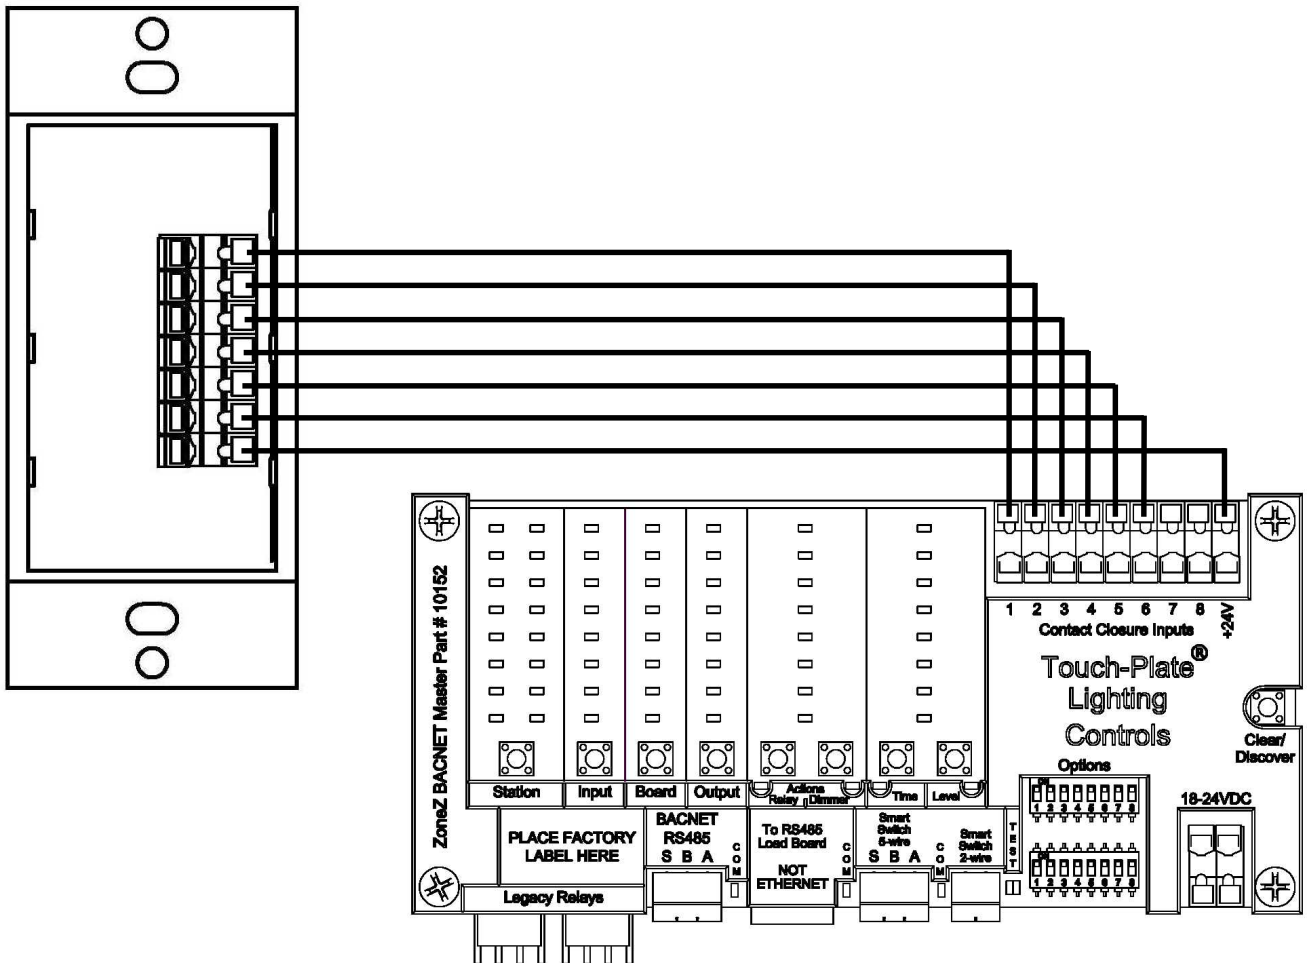 1 2 3 4 5 6 7 8 +24V
Contact Closure Inputs
Touch-Plate®
Lighting
Controls
Clear/
Discover
Options
ON
1 2 3 4 5 6 7 8
ON
1 2 3 4 5 6 7 8
18-24VDC
ZoneZ BACNET Master Part # 10152
Station
Input
Board
Output
Actions
Relay Dimmer
Time
Level
PLACE FACTORY
LABEL HERE
Legacy Relays
BACNET
RS485
S B A
COM
To RS485
Load Board
NOT
ETHERNET
COM
Smart
Switch
5-wire
S B A
COM
Smart
Switch
2-wire
TEST